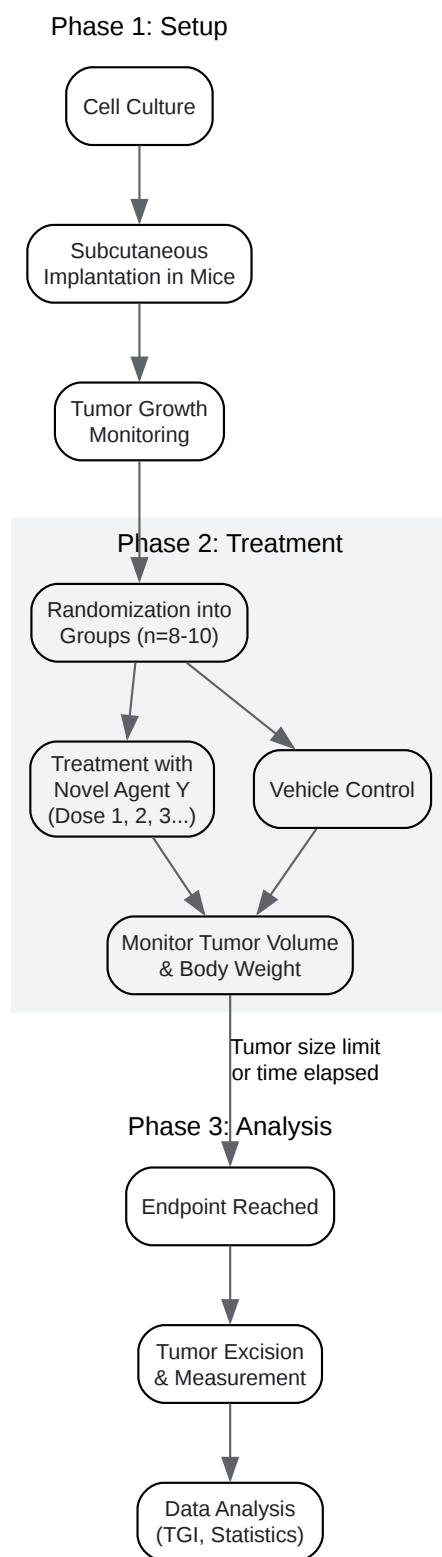 Phase 1: Setup
Cell Culture
Subcutaneous
Implantation in Mice
Tumor Growth
Monitoring
Phase 2: Treatment
Randomization into
Groups (n=8-10)
Treatment with
Novel Agent Y
(Dose 1, 2, 3...)
Vehicle Control
Monitor Tumor Volume
& Body Weight
Tumor size limit
or time elapsed
Phase 3: Analysis
Endpoint Reached
Tumor Excision
& Measurement
Data Analysis
(TGI, Statistics)